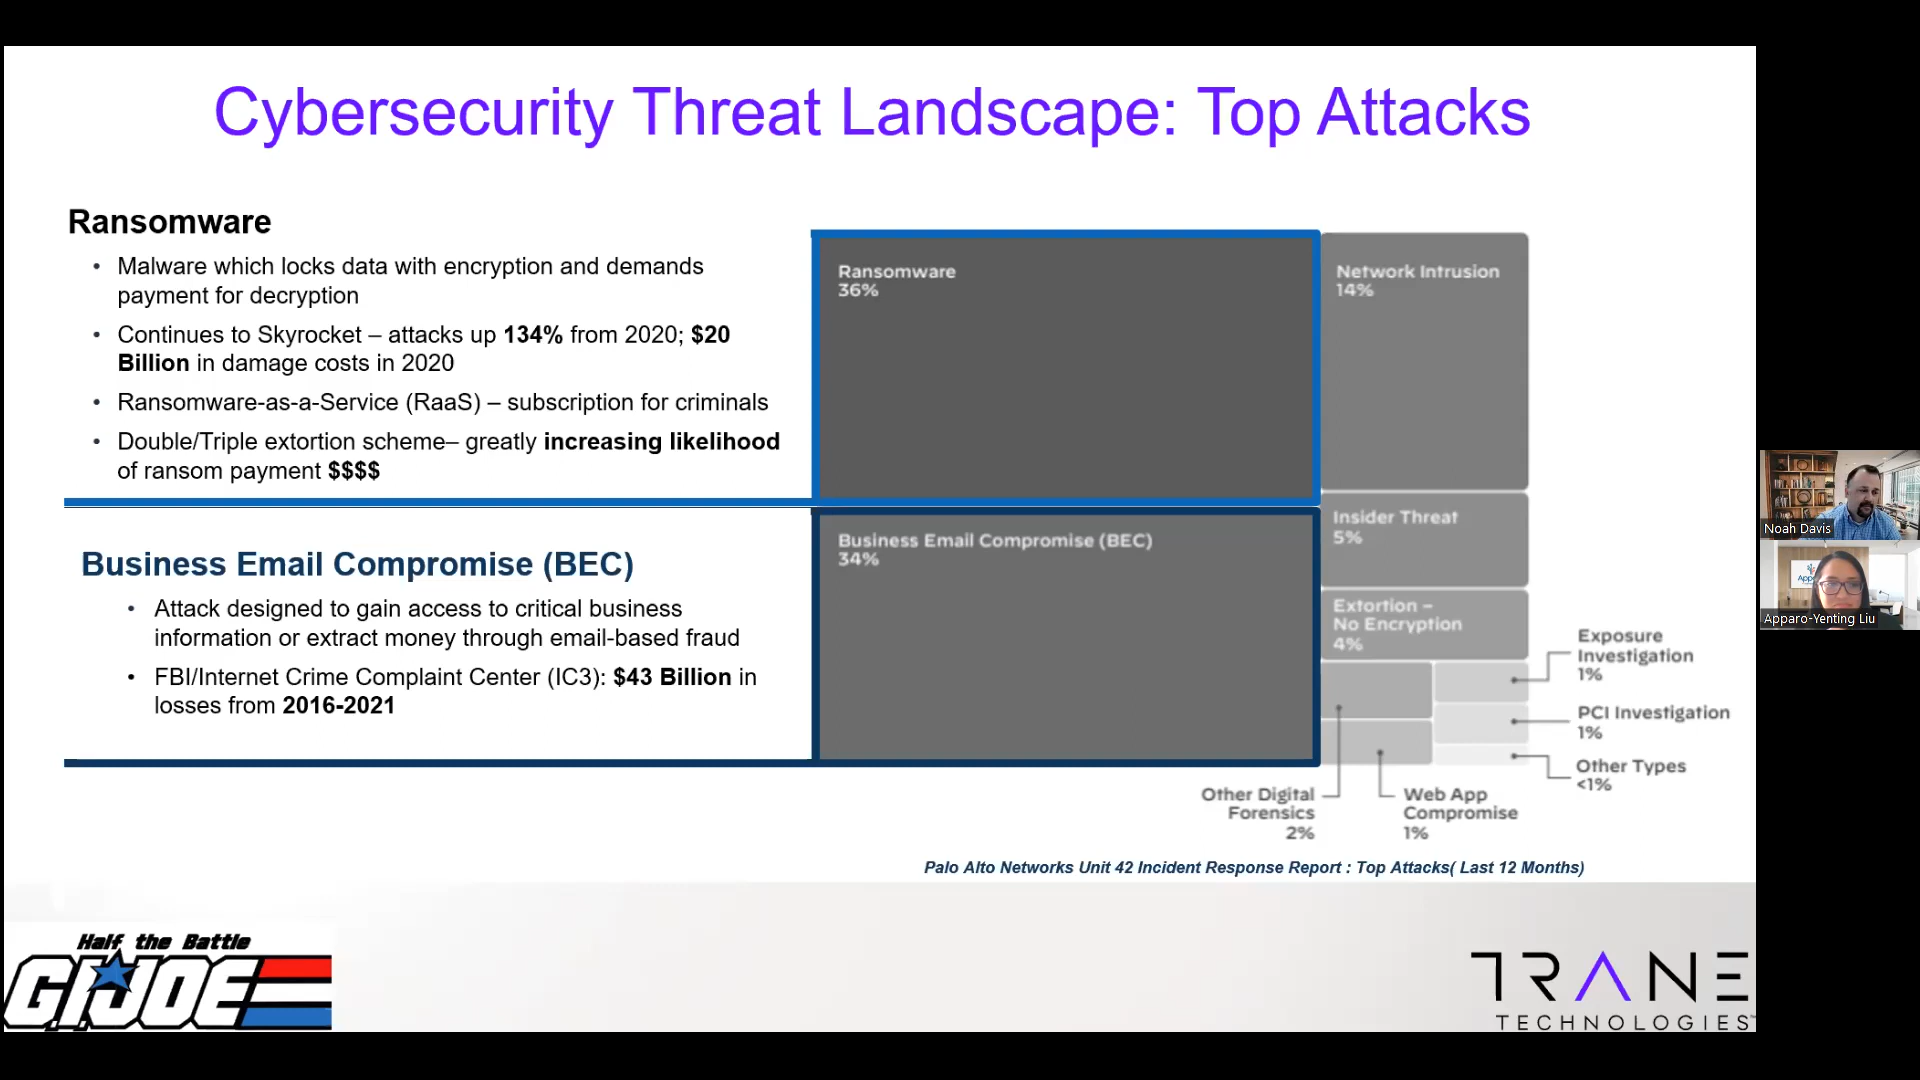 Cybersecurity Threat Landscape: Top Attacks
Ransomware
• Malware which locks data with encryption and demands
payment for decryption
• Continues to Skyrocket – attacks up 134% from 2020; $20
Billion in damage costs in 2020
• Ransomware-as-a-Service (RaaS) – subscription for criminals
• Double/Triple extortion scheme– greatly increasing likelihood
of ransom payment $$$$
Business Email Compromise (BEC)
• Attack designed to gain access to critical business
information or extract money through email-based fraud
• FBI/Internet Crime Complaint Center (IC3): $43 Billion in
losses from 2016-2021
Ransomware
36%
Network Intrusion
14%
Business Email Compromise (BEC)
34%
Insider Threat
5%
Extortion –
No Encryption
4%
Exposure
Investigation
1%
PCI Investigation
1%
Other Types
<1%
Other Digital
Forensics
2%
Web App
Compromise
1%
Palo Alto Networks Unit 42 Incident Response Report : Top Attacks( Last 12 Months)
Half the Battle
G.I.JOE
TRANE
TECHNOLOGIES
Noah Davis
Apparo-Yenting Liu